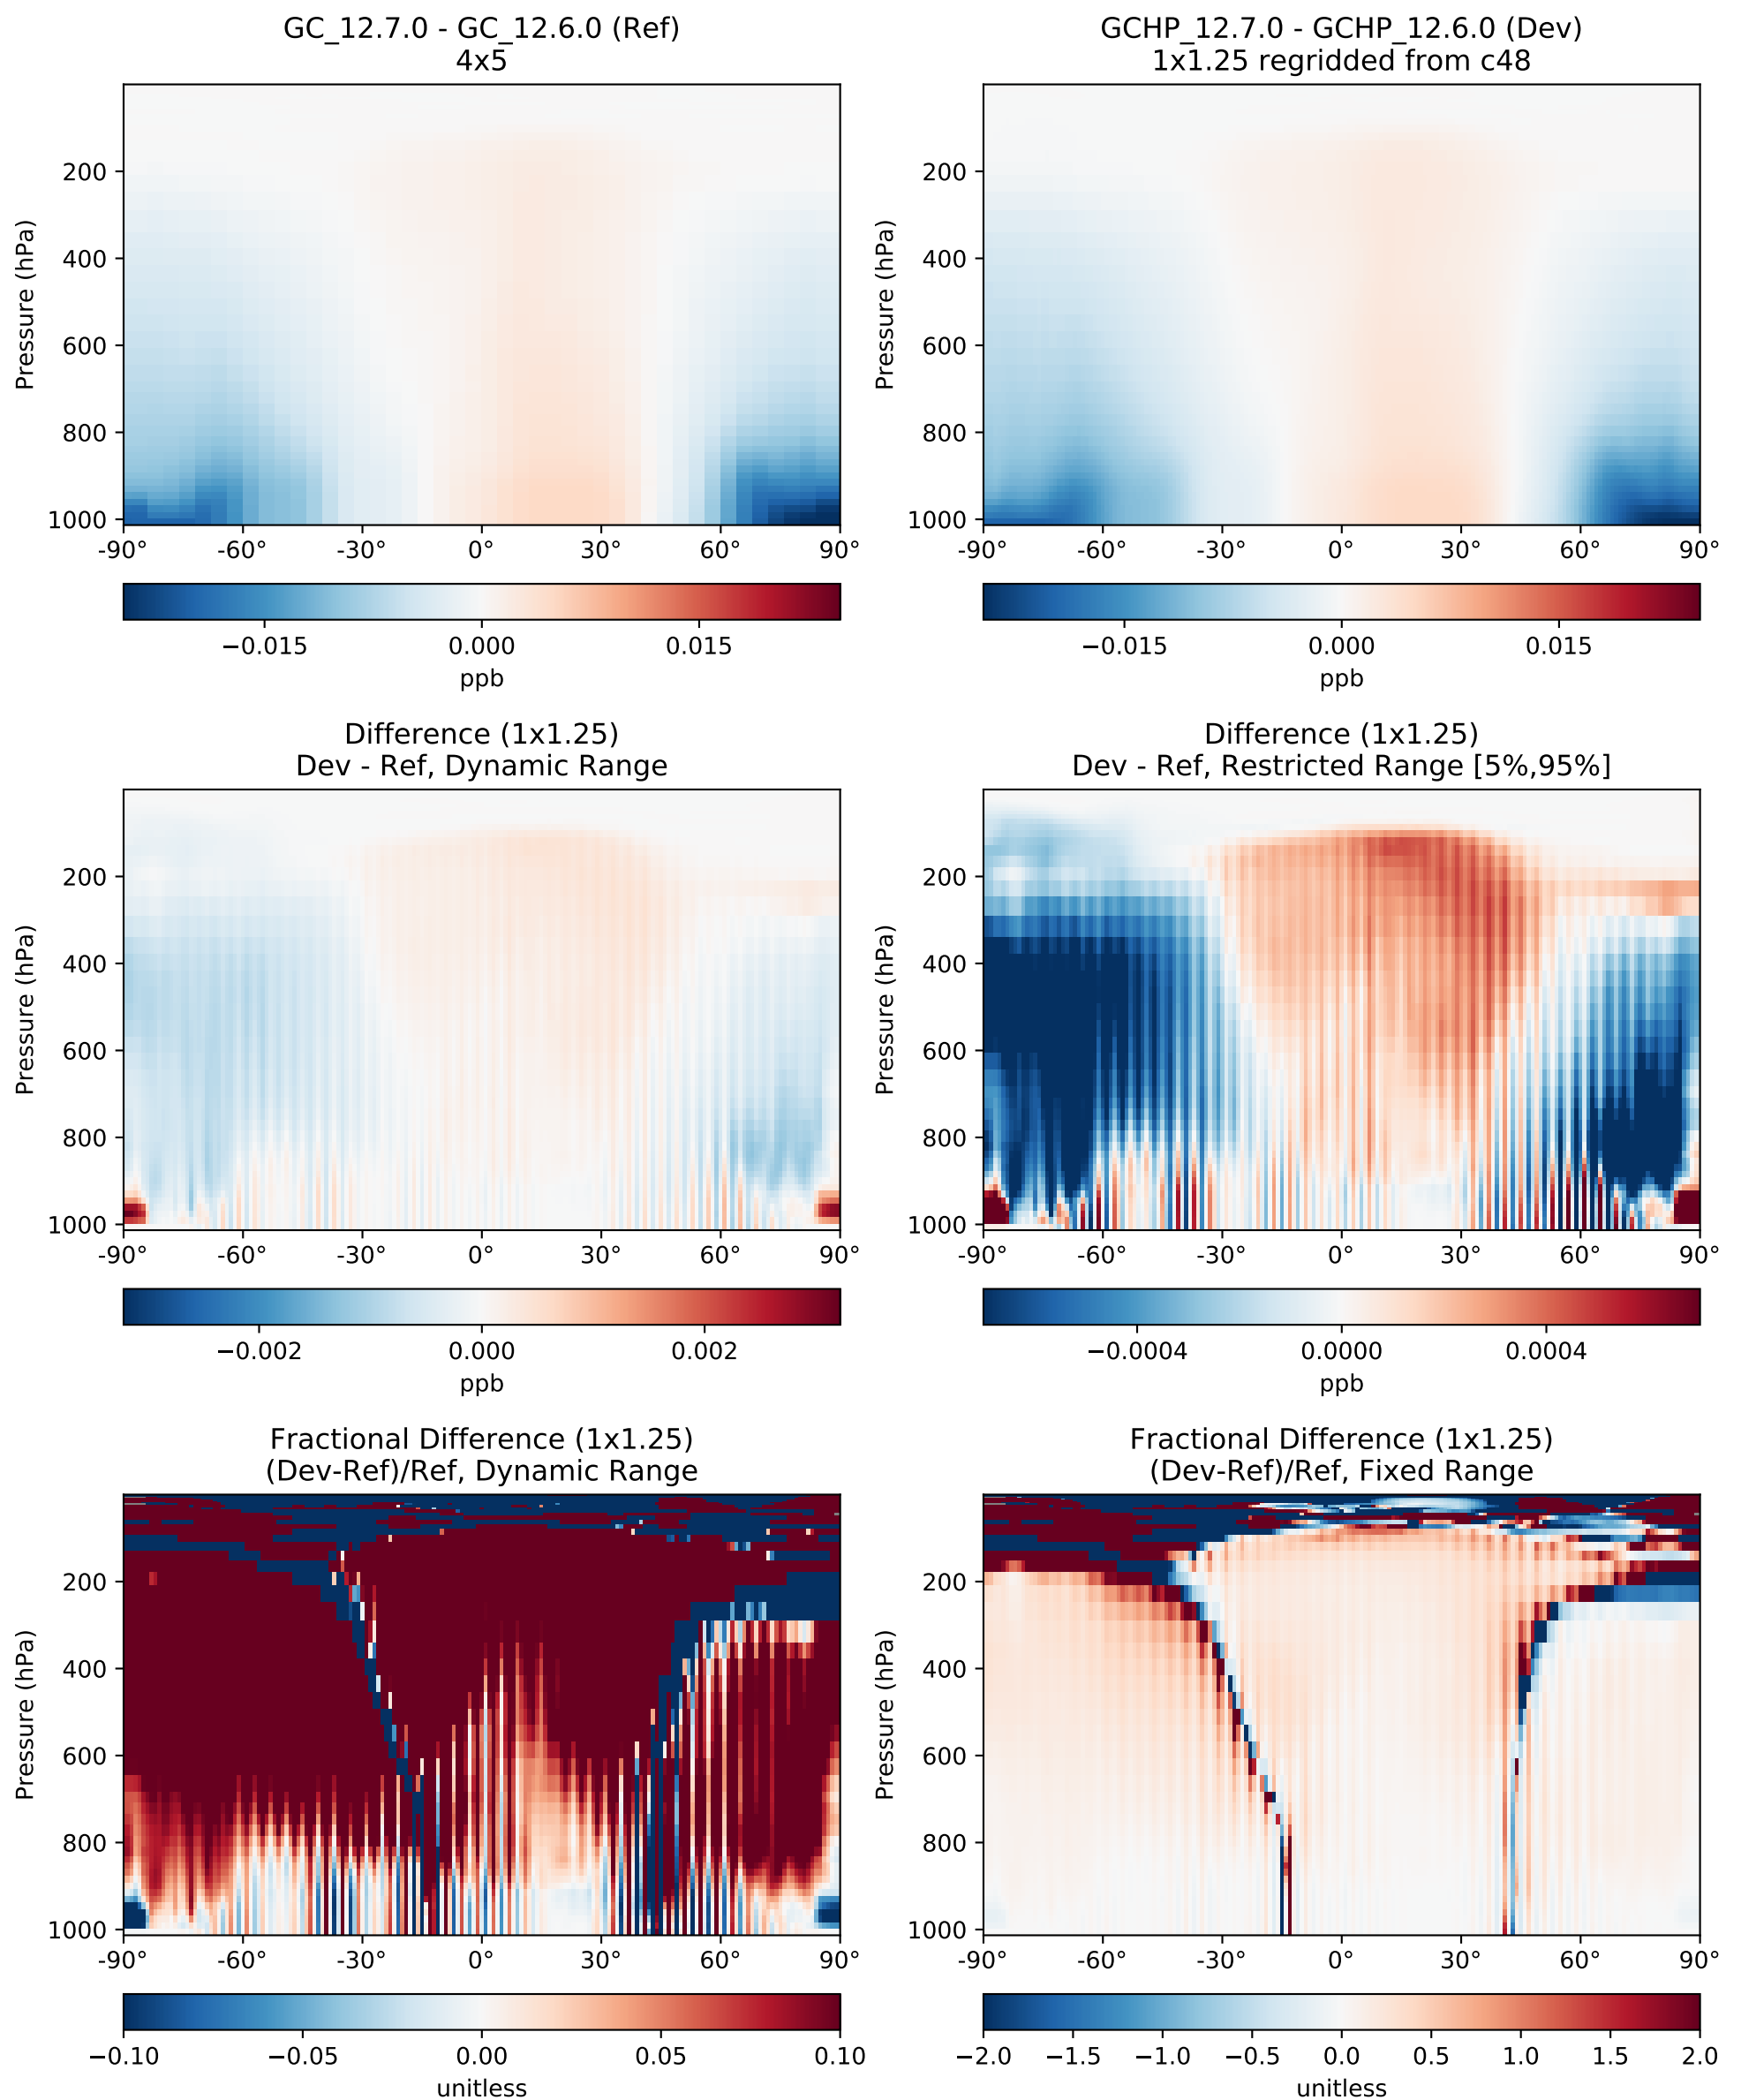 GC_12.7.0 - GC_12.6.0 (Ref)
4x5
Pressure (hPa)
200
400
600
800
1000
-90° -60° -30° 0° 30° 60° 90°
−0.015 0.000 0.015
ppb
GCHP_12.7.0 - GCHP_12.6.0 (Dev)
1x1.25 regridded from c48
Pressure (hPa)
200
400
600
800
1000
-90° -60° -30° 0° 30° 60° 90°
−0.015 0.000 0.015
ppb
Difference (1x1.25)
Dev - Ref, Dynamic Range
Pressure (hPa)
200
400
600
800
1000
-90° -60° -30° 0° 30° 60° 90°
−0.002 0.000 0.002
ppb
Difference (1x1.25)
Dev - Ref, Restricted Range [5%,95%]
Pressure (hPa)
200
400
600
800
1000
-90° -60° -30° 0° 30° 60° 90°
−0.0004 0.0000 0.0004
ppb
Fractional Difference (1x1.25)
(Dev-Ref)/Ref, Dynamic Range
Pressure (hPa)
200
400
600
800
1000
-90° -60° -30° 0° 30° 60° 90°
−0.10 −0.05 0.00 0.05 0.10
unitless
Fractional Difference (1x1.25)
(Dev-Ref)/Ref, Fixed Range
Pressure (hPa)
200
400
600
800
1000
-90° -60° -30° 0° 30° 60° 90°
−2.0 −1.5 −1.0 −0.5 0.0 0.5 1.0 1.5 2.0
unitless